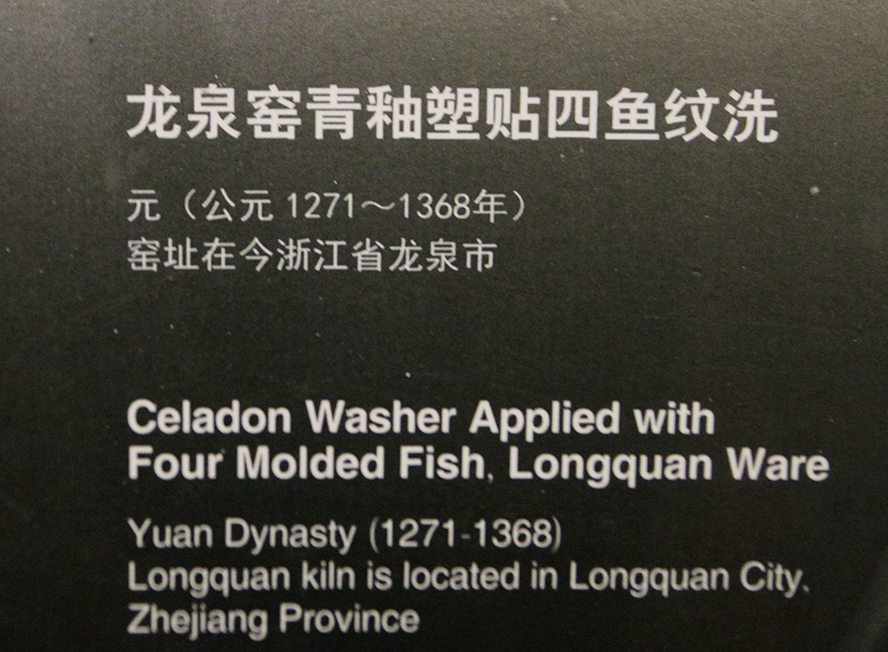 龙泉窑青釉塑贴四鱼纹洗
元（公元 1271～1368年）
窑址在今浙江省龙泉市
Celadon Washer Applied with
Four Molded Fish, Longquan Ware
Yuan Dynasty (1271-1368)
Longquan kiln is located in Longquan City,
Zhejiang Province